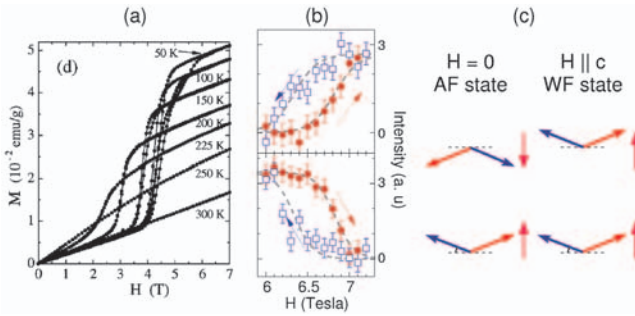 (a)
(d)
50 K
100 K
150 K
200 K
225 K
250 K
300 K
M (10⁻² emu/g)
5
4
3
2
1
0
0 1 2 3 4 5 6 7
H (T)
(b)
3
0
3
0
Intensity (a. u)
6 6.5 7
H (Tesla)
(c)
H = 0 H || c
AF state WF state